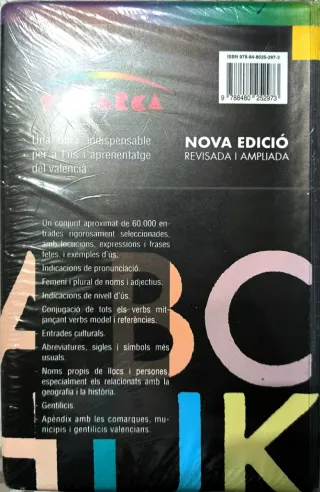 ISBN 978-84-8025-297-3
9 788480 252973
NOVA EDICIÓ
REVISADA I AMPLIADA
Una indispensable
per a l'ús i aprenentatge
del valencià
Un conjunt aproximat de 60.000 en-
trades rigorosament seleccionades,
amb locucions, expressions i frases
fetes, i exemples d'ús.
Indicacions de pronunciació.
Femení i plural de noms i adjectius.
Indicacions de nivell d'ús.
Conjugació de tots els verbs mit-
jançant verbs model i referències.
Entrades culturals.
Abreviatures, sigles i símbols més
usuals.
Noms propis de llocs i persones,
especialment els relacionats amb la
geografia i la història.
Gentilicis.
Apèndix amb les comarques, mu-
nicipis i gentilicis valencians.
ABC
IJK